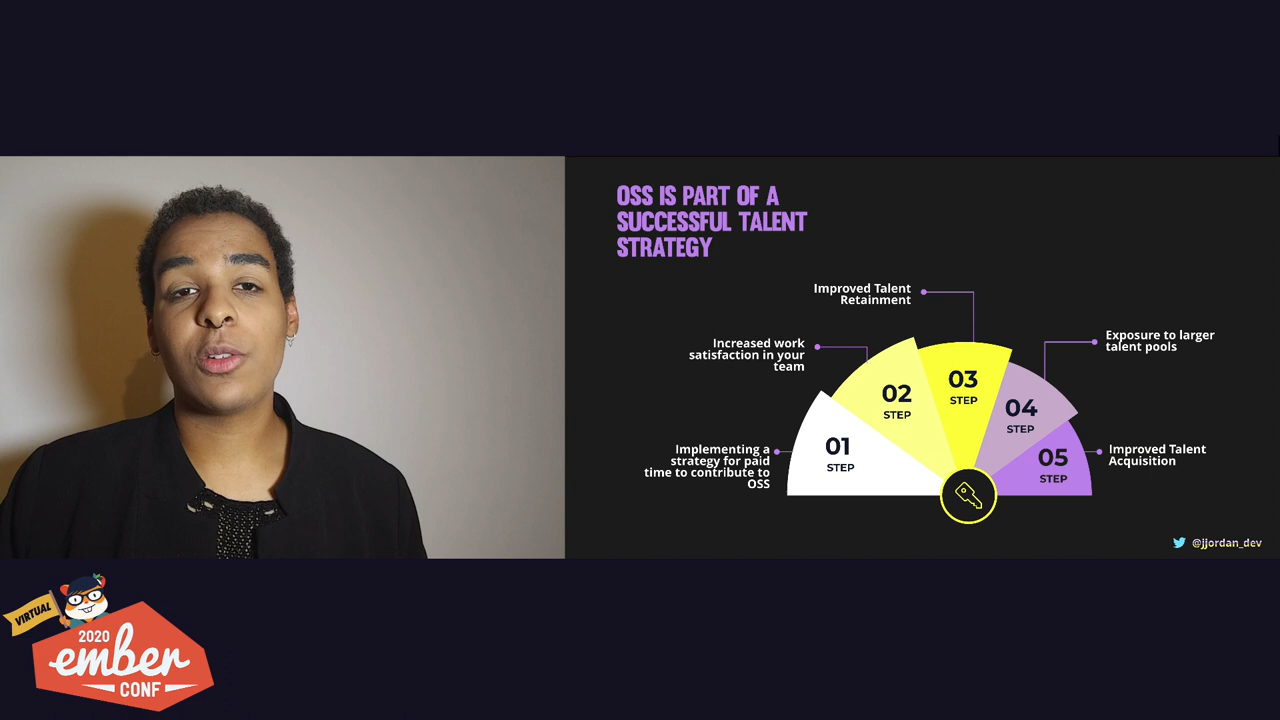 OSS IS PART OF A
SUCCESSFUL TALENT
STRATEGY
Improved Talent
Retainment
Increased work
satisfaction in your
team
Exposure to larger
talent pools
Implementing a
strategy for paid
time to contribute to
OSS
Improved Talent
Acquisition
01
STEP
02
STEP
03
STEP
04
STEP
05
STEP
@jjordan_dev
VIRTUAL
2020
ember
CONF